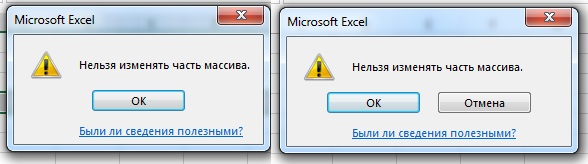 Microsoft Excel
Нельзя изменять часть массива.
OK
Были ли сведения полезными?
Microsoft Excel
Нельзя изменять часть массива.
OK
Отмена
Были ли сведения полезными?